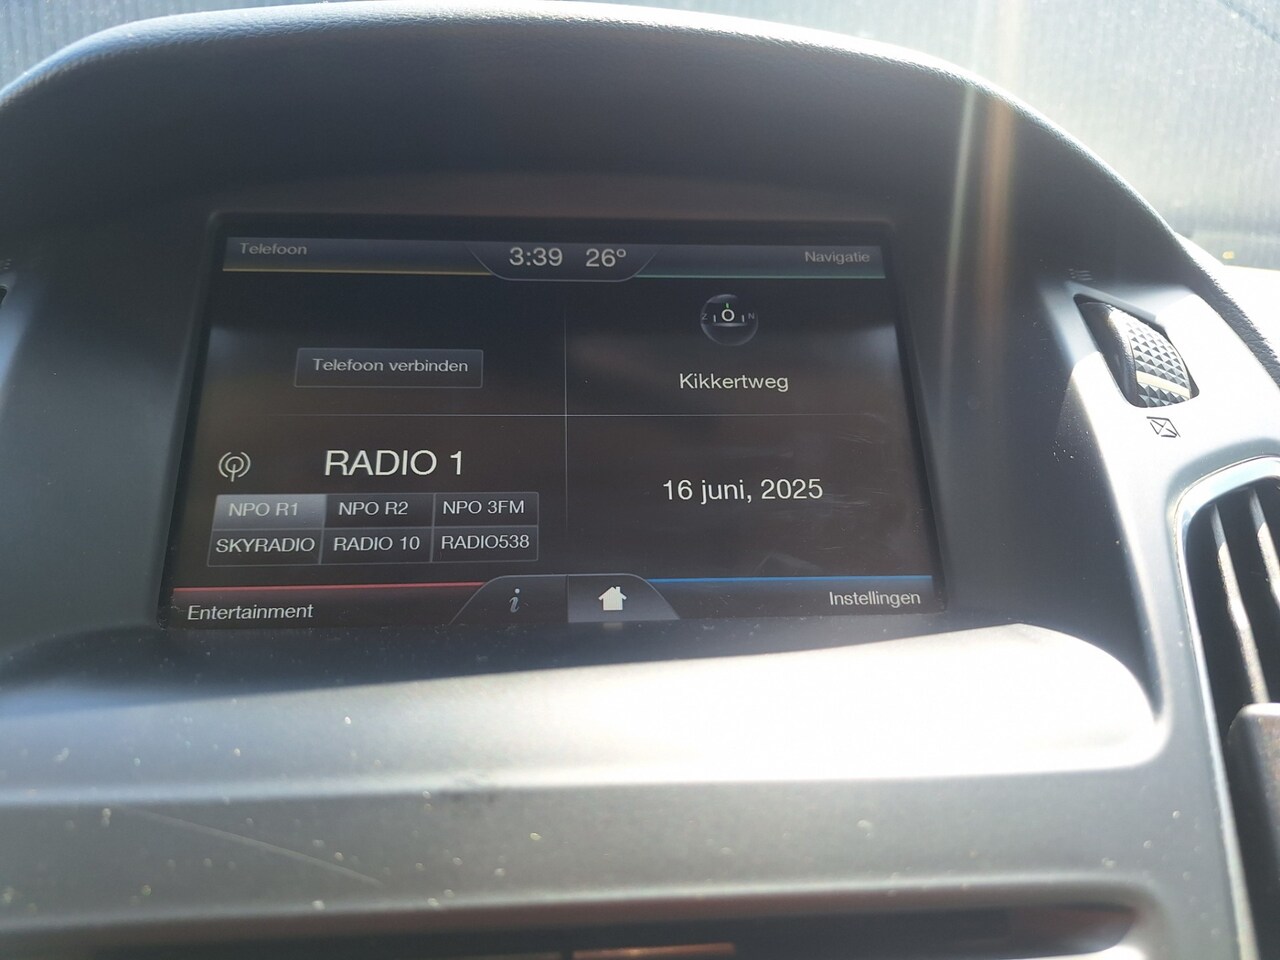 Telefoon
3:39 26°
Navigatie
Z O N
Telefoon verbinden
Kikkertweg
RADIO 1
NPO R1 NPO R2 NPO 3FM
SKYRADIO RADIO 10 RADIO538
16 juni, 2025
Entertainment
i
Instellingen